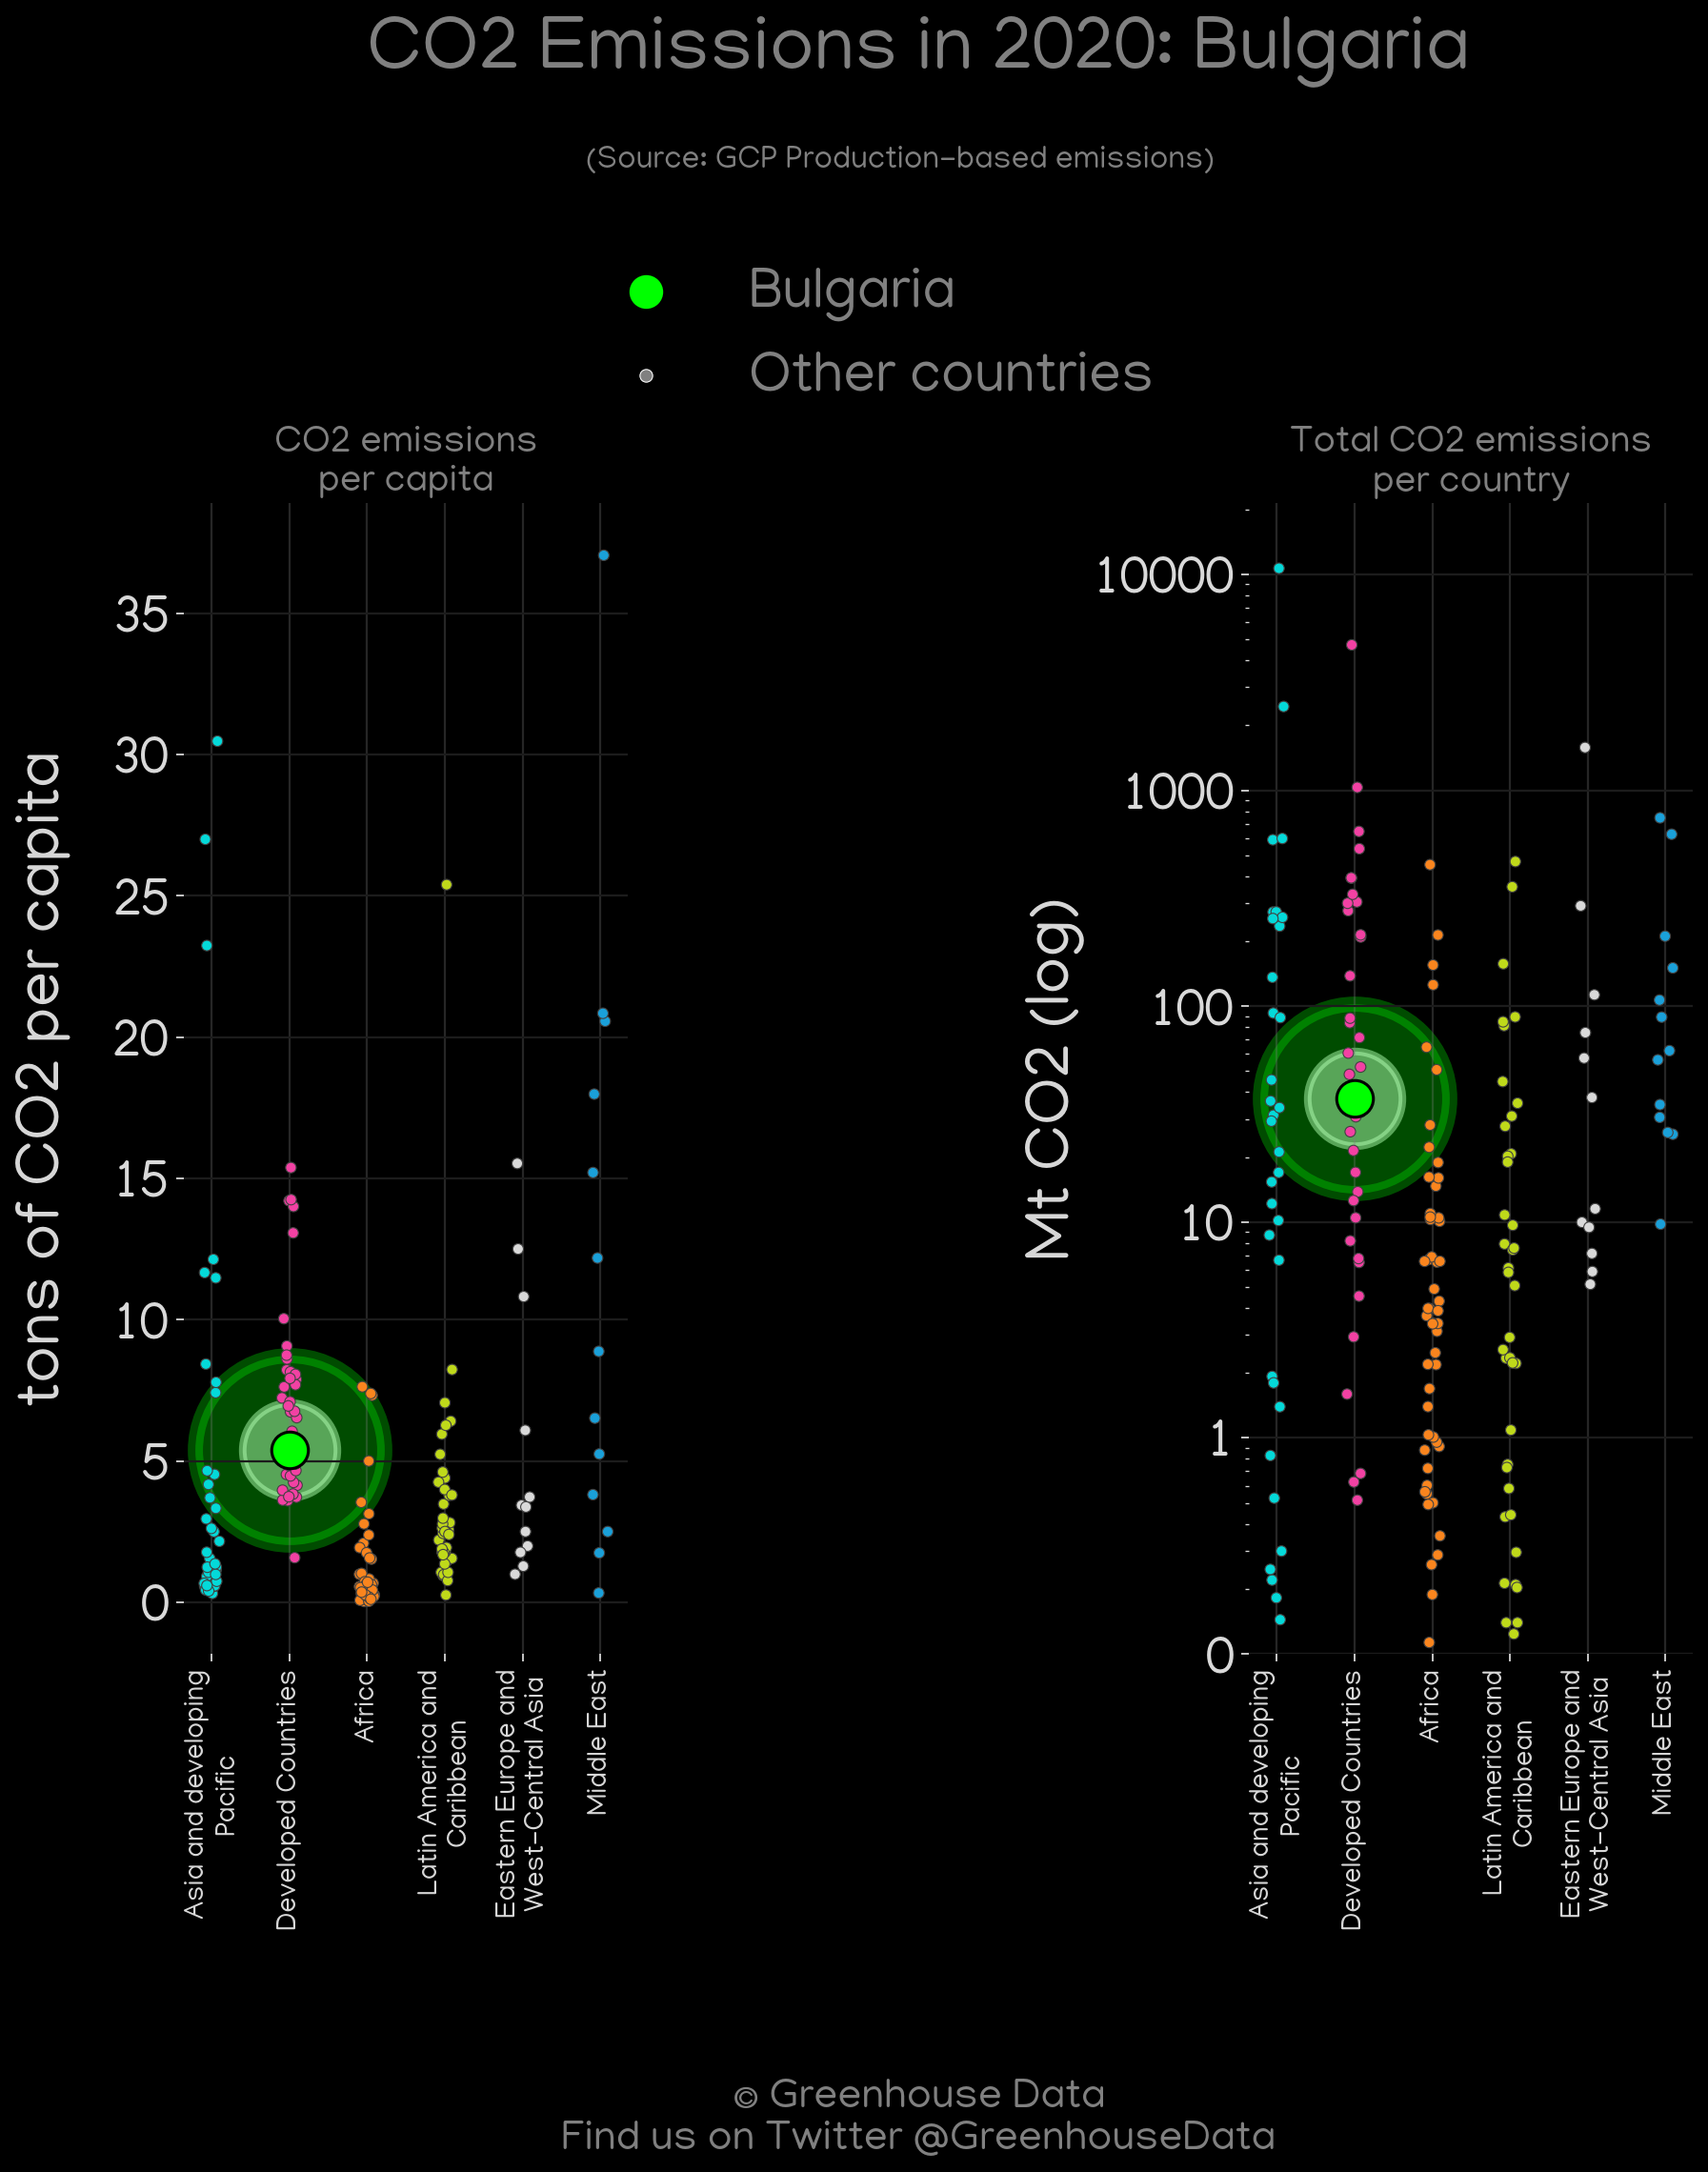 CO2 Emissions in 2020: Bulgaria
(Source: GCP Production-based emissions)
Bulgaria
Other countries
CO2 emissions
per capita
tons of CO2 per capita
35
30
25
20
15
10
5
0
Asia and developing
Pacific
Developed Countries
Africa
Latin America and
Caribbean
Eastern Europe and
West-Central Asia
Middle East
Total CO2 emissions
per country
Mt CO2 (log)
10000
1000
100
10
1
0
Asia and developing
Pacific
Developed Countries
Africa
Latin America and
Caribbean
Eastern Europe and
West-Central Asia
Middle East
© Greenhouse Data
Find us on Twitter @GreenhouseData